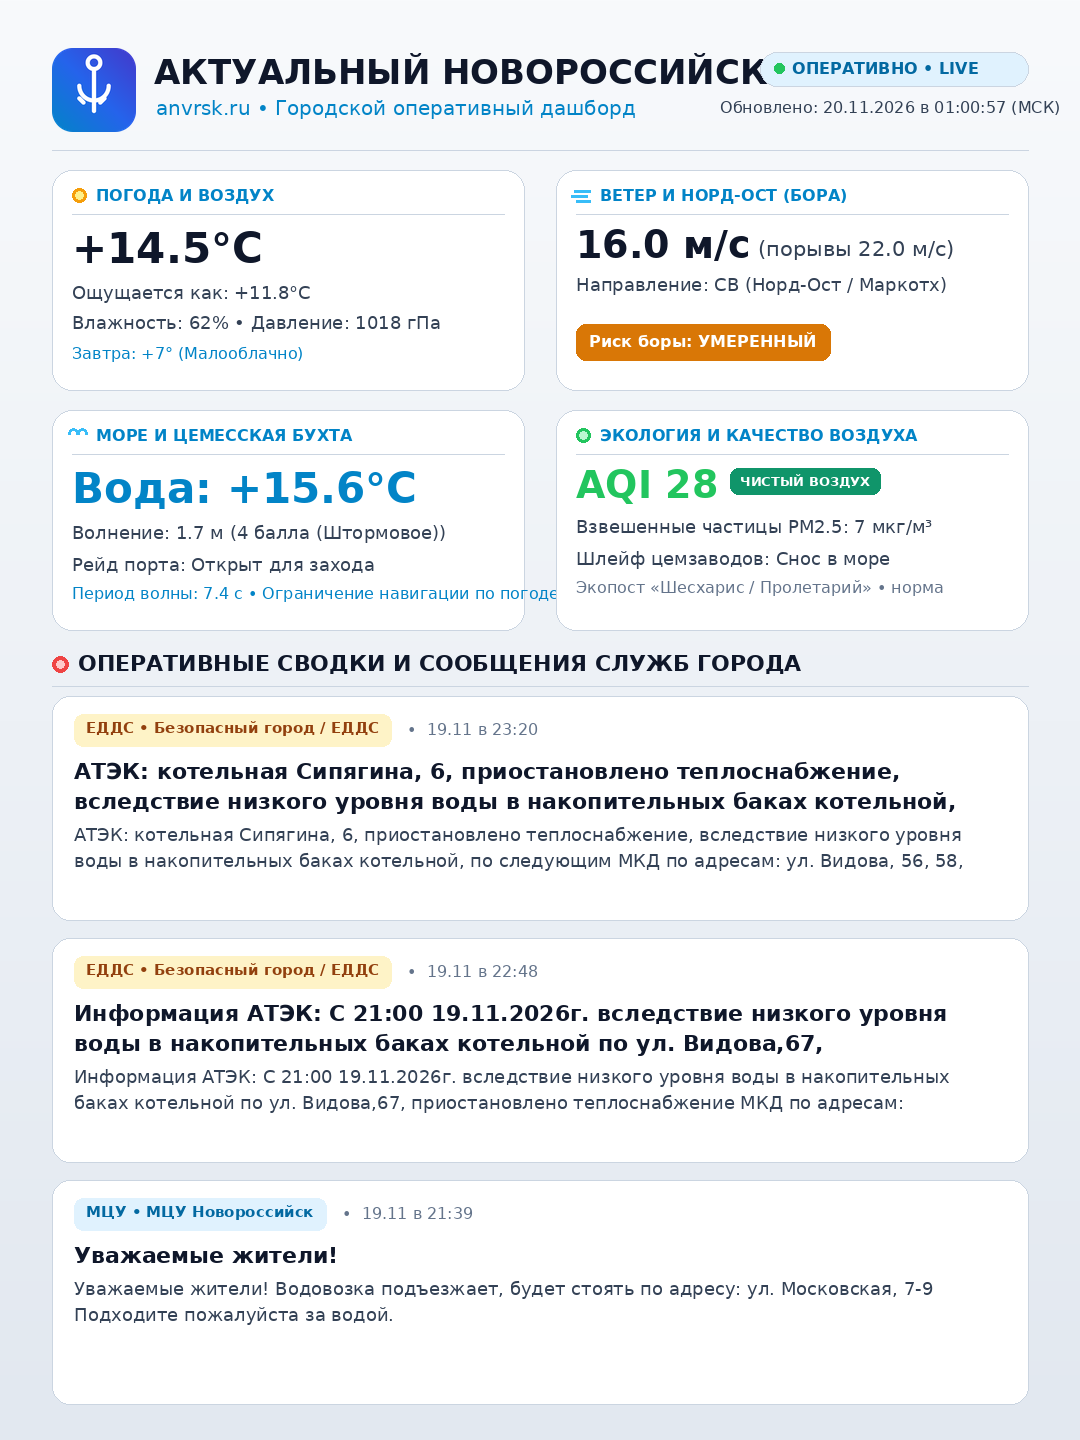 АКТУАЛЬНЫЙ НОВОРОССИЙСК
ОПЕРАТИВНО • LIVE
anvrsk.ru • Городской оперативный дашборд
Обновлено: 20.11.2026 в 01:00:57 (МСК)
ПОГОДА И ВОЗДУХ
+14.5°C
Ощущается как: +11.8°C
Влажность: 62% • Давление: 1018 гПа
Завтра: +7° (Малооблачно)
ВЕТЕР И НОРД-ОСТ (БОРА)
16.0 м/с (порывы 22.0 м/с)
Направление: СВ (Норд-Ост / Маркотх)
Риск боры: УМЕРЕННЫЙ
МОРЕ И ЦЕМЕССКАЯ БУХТА
Вода: +15.6°C
Волнение: 1.7 м (4 балла (Штормовое))
Рейд порта: Открыт для захода
Период волны: 7.4 с • Ограничение навигации по погоде
ЭКОЛОГИЯ И КАЧЕСТВО ВОЗДУХА
AQI 28 ЧИСТЫЙ ВОЗДУХ
Взвешенные частицы PM2.5: 7 мкг/м³
Шлейф цемзаводов: Снос в море
Экопост «Шесхарис / Пролетарий» • норма
ОПЕРАТИВНЫЕ СВОДКИ И СООБЩЕНИЯ СЛУЖБ ГОРОДА
ЕДДС • Безопасный город / ЕДДС • 19.11 в 23:20
АТЭК: котельная Сипягина, 6, приостановлено теплоснабжение,
вследствие низкого уровня воды в накопительных баках котельной,
АТЭК: котельная Сипягина, 6, приостановлено теплоснабжение, вследствие низкого уровня
воды в накопительных баках котельной, по следующим МКД по адресам: ул. Видова, 56, 58,
ЕДДС • Безопасный город / ЕДДС • 19.11 в 22:48
Информация АТЭК: С 21:00 19.11.2026г. вследствие низкого уровня
воды в накопительных баках котельной по ул. Видова,67,
Информация АТЭК: С 21:00 19.11.2026г. вследствие низкого уровня воды в накопительных
баках котельной по ул. Видова,67, приостановлено теплоснабжение МКД по адресам:
МЦУ • МЦУ Новороссийск • 19.11 в 21:39
Уважаемые жители!
Уважаемые жители! Водовозка подъезжает, будет стоять по адресу: ул. Московская, 7-9
Подходите пожалуйста за водой.